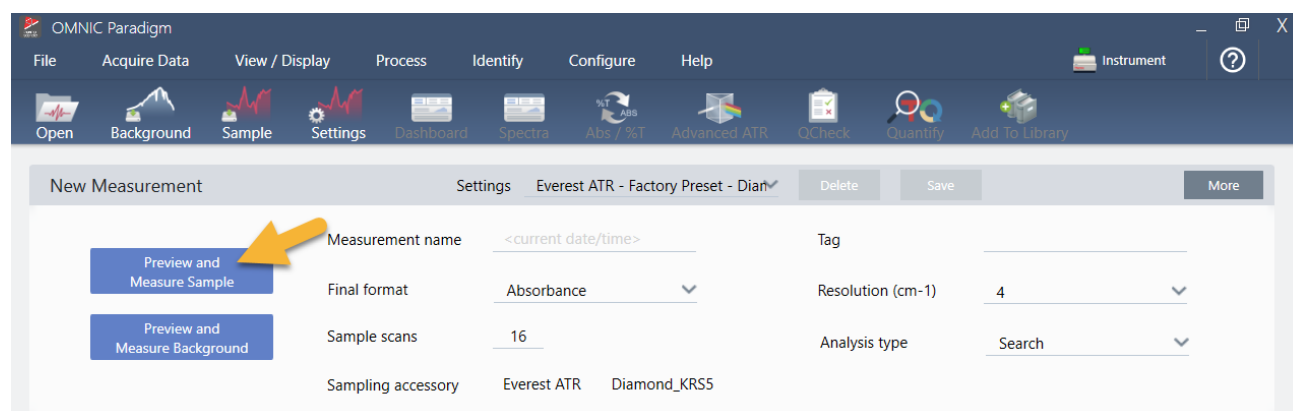 OMNIC Paradigm
File Acquire Data View / Display Process Identify Configure Help Instrument
%T ABS
Open Background Sample Settings Dashboard Spectra Abs / %T Advanced ATR QCheck Quantify Add To Library
New Measurement Settings Everest ATR - Factory Preset - Diam Delete Save More
Measurement name <current date/time> Tag
Preview and
Measure Sample
Final format Absorbance Resolution (cm-1) 4
Preview and
Measure Background
Sample scans 16 Analysis type Search
Sampling accessory Everest ATR Diamond_KRS5